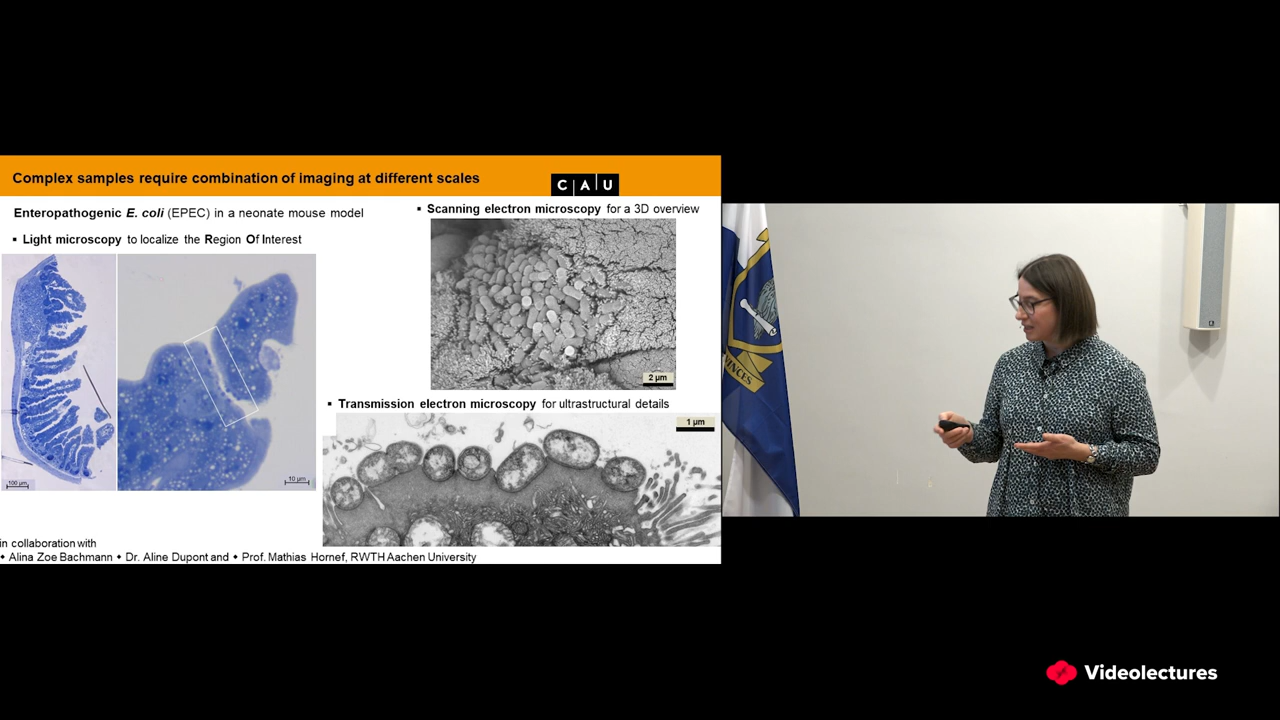 Complex samples require combination of imaging at different scales
C A U
Enteropathogenic E. coli (EPEC) in a neonate mouse model
▪ Light microscopy to localize the Region Of Interest
100 µm
10 µm
▪ Scanning electron microscopy for a 3D overview
2 µm
▪ Transmission electron microscopy for ultrastructural details
1 µm
in collaboration with
◆ Alina Zoe Bachmann ◆ Dr. Aline Dupont and ◆ Prof. Mathias Hornef, RWTH Aachen University
Videolectures